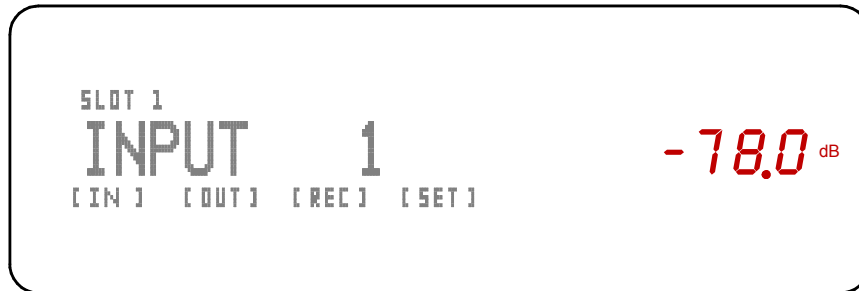 SLOT 1
INPUT 1
-78.0 dB
[IN ] [OUT] [REC] [SET]